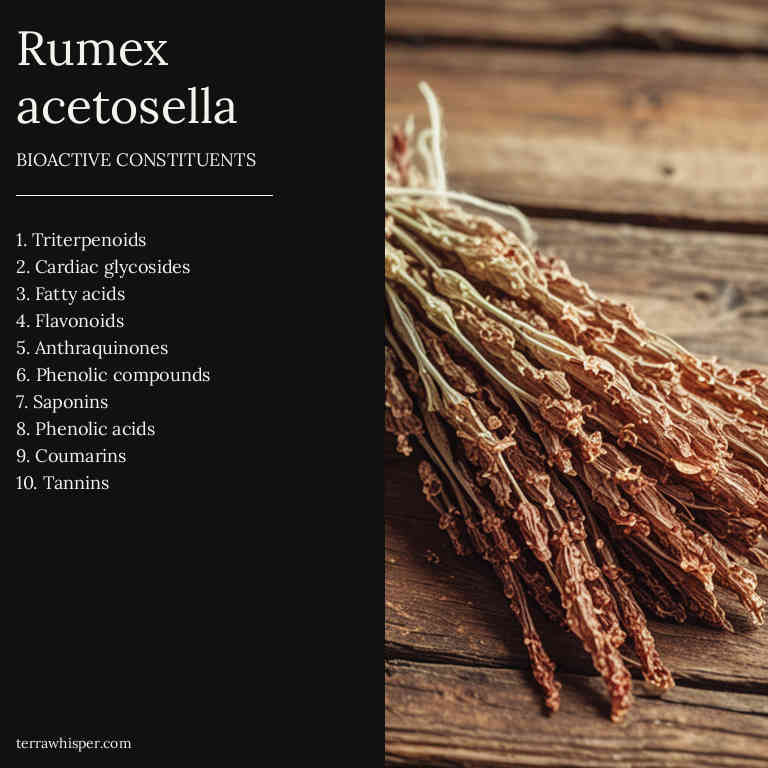 Rumex
acetosella
BIOACTIVE CONSTITUENTS
1. Triterpenoids
2. Cardiac glycosides
3. Fatty acids
4. Flavonoids
5. Anthraquinones
6. Phenolic compounds
7. Saponins
8. Phenolic acids
9. Coumarins
10. Tannins
terrawhisper.com